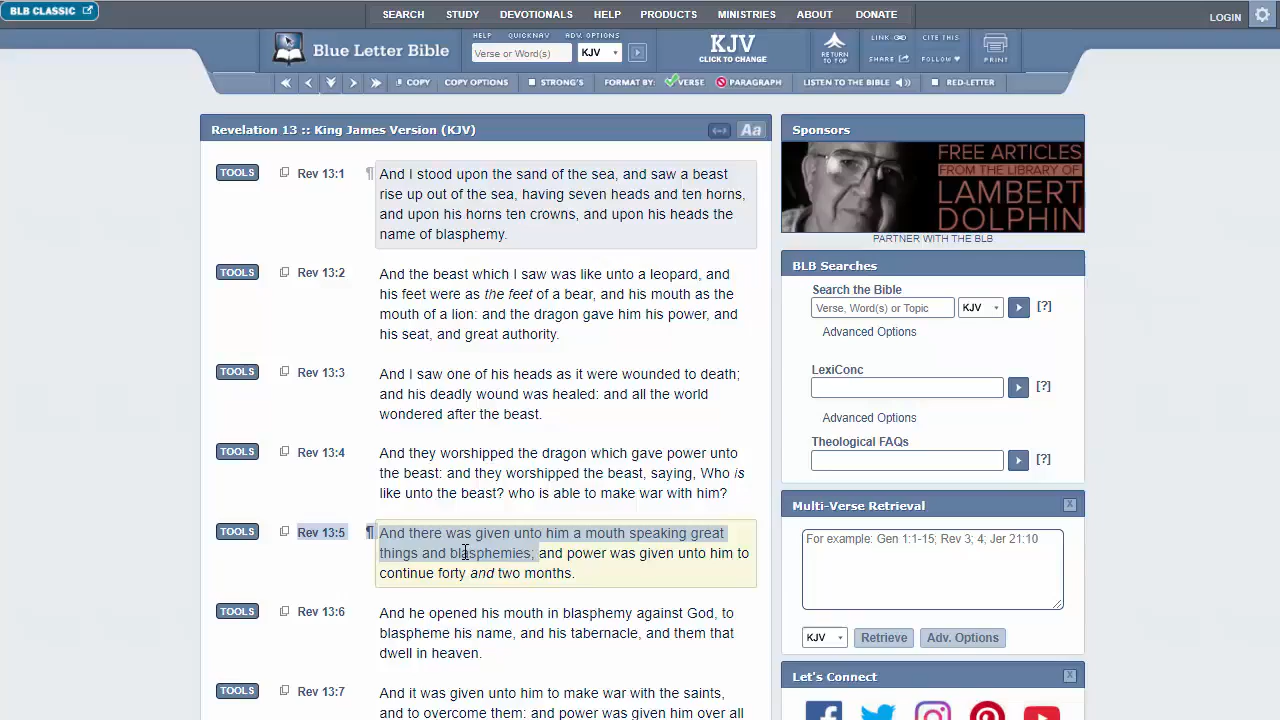 BLB CLASSIC
SEARCH STUDY DEVOTIONALS HELP PRODUCTS MINISTRIES ABOUT DONATE
LOGIN
Blue Letter Bible
HELP QUICKNAV ADV. OPTIONS
Verse or Word(s) KJV
KJV
CLICK TO CHANGE
RETURN TO TOP
LINK CITE THIS
SHARE FOLLOW
PRINT
COPY COPY OPTIONS STRONG'S FORMAT BY: VERSE PARAGRAPH LISTEN TO THE BIBLE RED-LETTER
Revelation 13 :: King James Version (KJV)
Aa
TOOLS Rev 13:1 ¶ And I stood upon the sand of the sea, and saw a beast
rise up out of the sea, having seven heads and ten horns,
and upon his horns ten crowns, and upon his heads the
name of blasphemy.
TOOLS Rev 13:2 And the beast which I saw was like unto a leopard, and
his feet were as the feet of a bear, and his mouth as the
mouth of a lion: and the dragon gave him his power, and
his seat, and great authority.
TOOLS Rev 13:3 And I saw one of his heads as it were wounded to death;
and his deadly wound was healed: and all the world
wondered after the beast.
TOOLS Rev 13:4 And they worshipped the dragon which gave power unto
the beast: and they worshipped the beast, saying, Who is
like unto the beast? who is able to make war with him?
TOOLS Rev 13:5 ¶ And there was given unto him a mouth speaking great
things and blasphemies; and power was given unto him to
continue forty and two months.
TOOLS Rev 13:6 And he opened his mouth in blasphemy against God, to
blaspheme his name, and his tabernacle, and them that
dwell in heaven.
TOOLS Rev 13:7 And it was given unto him to make war with the saints,
and to overcome them: and power was given him over all
Sponsors
FREE ARTICLES
FROM THE LIBRARY OF
LAMBERT
DOLPHIN
PARTNER WITH THE BLB
BLB Searches
Search the Bible
Verse, Word(s) or Topic KJV [?]
Advanced Options
LexiConc
[?]
Advanced Options
Theological FAQs
[?]
Multi-Verse Retrieval X
For example: Gen 1:1-15; Rev 3; 4; Jer 21:10
KJV Retrieve Adv. Options
Let's Connect X